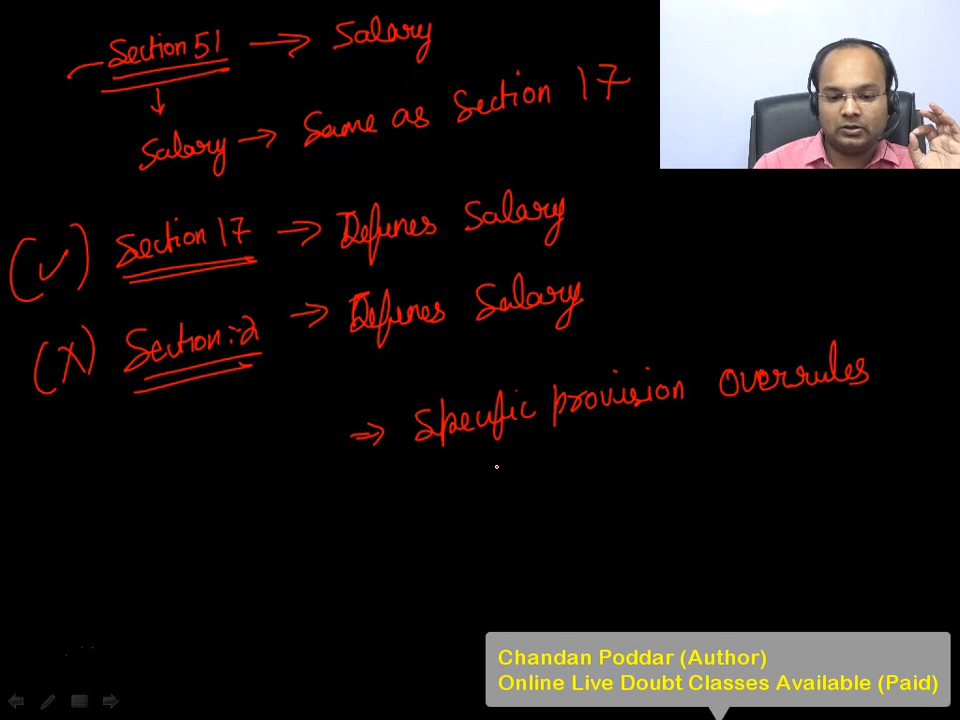 Section 51 → Salary
↓
Salary → Same as Section 17
(✓) Section 17 → Defines Salary
(X) Section:-2 → Defines Salary
⇒ Specific provision overrules
Chandan Poddar (Author)
Online Live Doubt Classes Available (Paid)